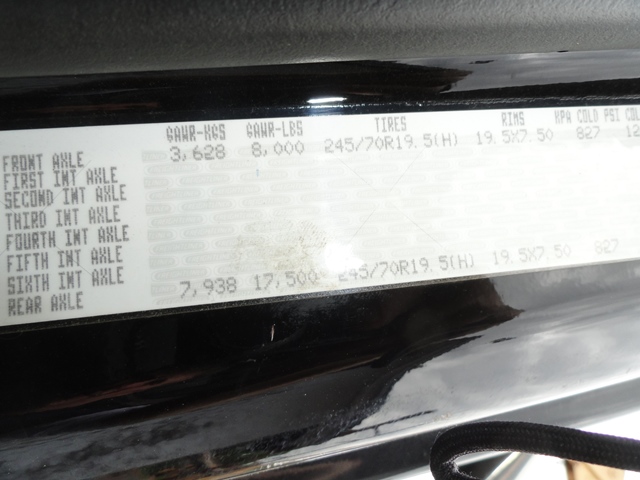 GAWR-KGS GAWR-LBS TIRES RIMS KPA COLD PSI
FRONT AXLE 3,628 8,000 245/70R19.5(H) 19.5X7.50 827
FIRST INT AXLE
SECOND INT AXLE
THIRD INT AXLE
FOURTH INT AXLE
FIFTH INT AXLE
SIXTH INT AXLE
REAR AXLE 7,938 17,500 245/70R19.5(H) 19.5X7.50 827